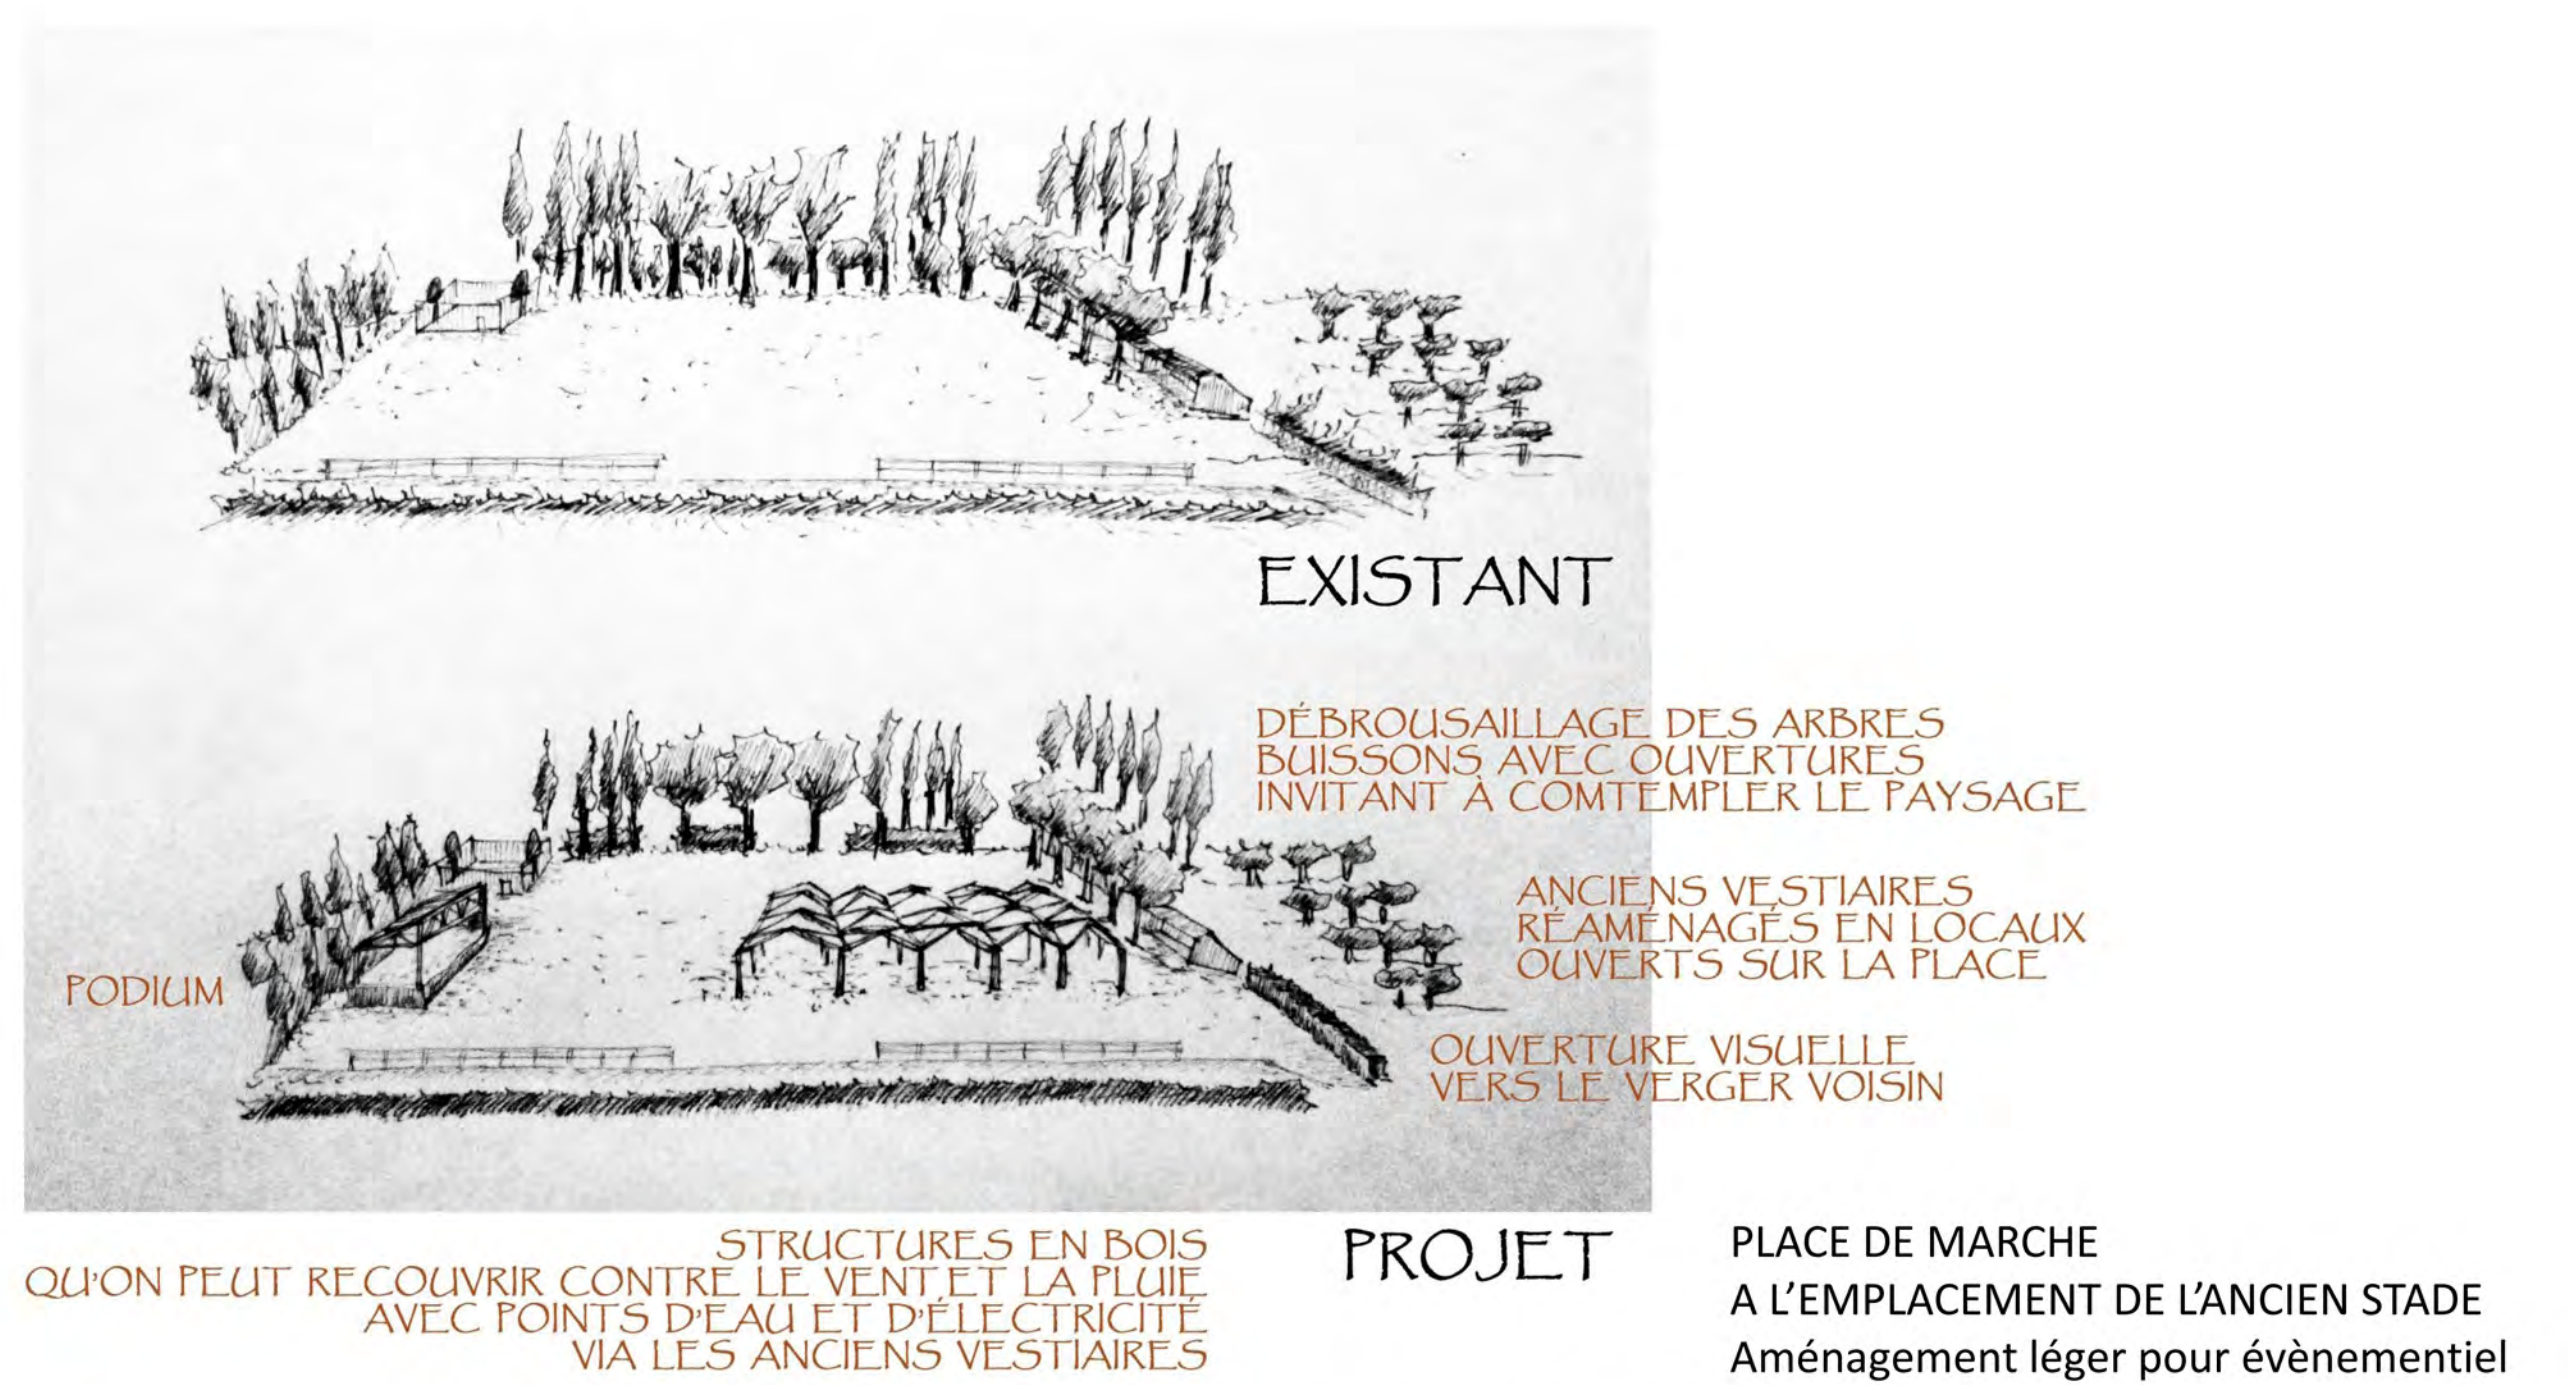 EXISTANT
DÉBROUSAILLAGE DES ARBRES
BUISSONS AVEC OUVERTURES
INVITANT À COMTEMPLER LE PAYSAGE
ANCIENS VESTIAIRES
RÉAMÉNAGÉS EN LOCAUX
OUVERTS SUR LA PLACE
PODIUM
OUVERTURE VISUELLE
VERS LE VERGER VOISIN
STRUCTURES EN BOIS
QU'ON PEUT RECOUVRIR CONTRE LE VENT ET LA PLUIE
AVEC POINTS D'EAU ET D'ÉLECTRICITÉ
VIA LES ANCIENS VESTIAIRES
PROJET
PLACE DE MARCHE
A L’EMPLACEMENT DE L’ANCIEN STADE
Aménagement léger pour évènementiel